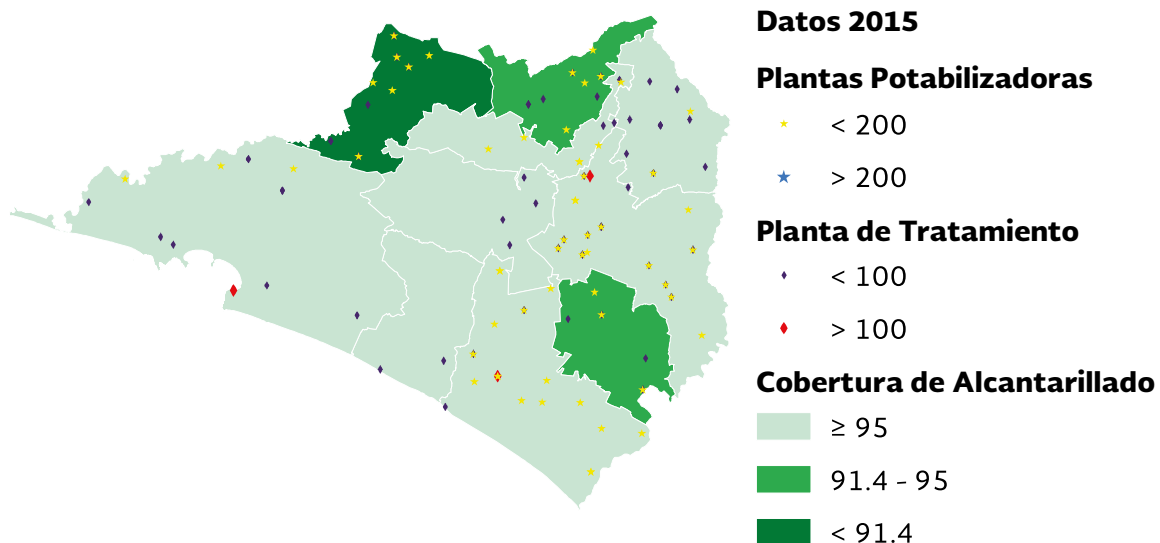 Datos 2015
Plantas Potabilizadoras
< 200
> 200
Planta de Tratamiento
< 100
> 100
Cobertura de Alcantarillado
≥ 95
91.4 - 95
< 91.4